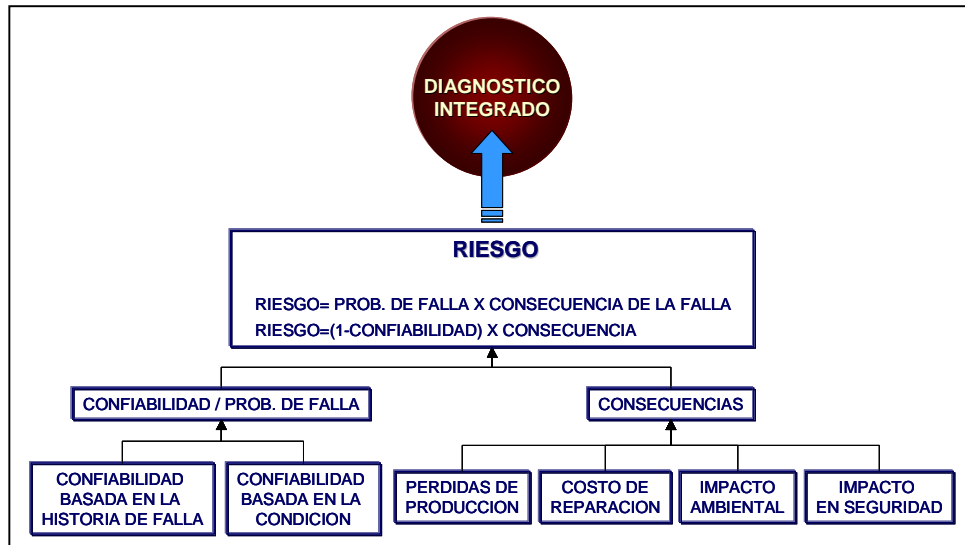 DIAGNOSTICO
INTEGRADO
RIESGO
RIESGO= PROB. DE FALLA X CONSECUENCIA DE LA FALLA
RIESGO=(1-CONFIABILIDAD) X CONSECUENCIA
CONFIABILIDAD / PROB. DE FALLA
CONSECUENCIAS
CONFIABILIDAD
BASADA EN LA
HISTORIA DE FALLA
CONFIABILIDAD
BASADA EN LA
CONDICION
PERDIDAS DE
PRODUCCION
COSTO DE
REPARACION
IMPACTO
AMBIENTAL
IMPACTO
EN SEGURIDAD